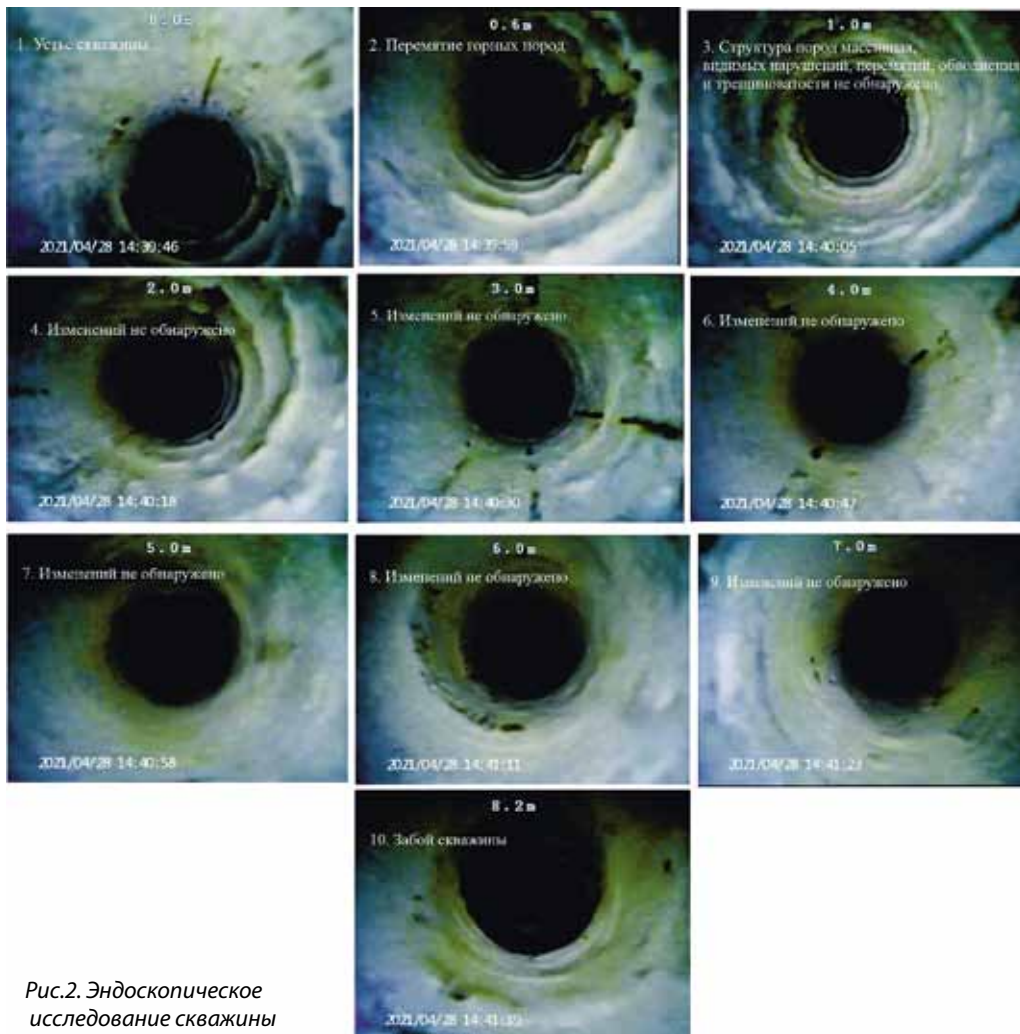 0.0m
1. Устье скважины
2021/04/28 14:39:46
0.6m
2. Перемятие горных пород
2021/04/28 14:39:59
1.0m
3. Структура пород массивная,
видимых нарушений, перемятий, обводнения
и трещиноватости не обнаружено
2021/04/28 14:40:05
2.0m
4. Изменений не обнаружено
2021/04/28 14:40:18
3.0m
5. Изменений не обнаружено
2021/04/28 14:40:30
4.0m
6. Изменений не обнаружено
2021/04/28 14:40:47
5.0m
7. Изменений не обнаружено
2021/04/28 14:40:58
6.0m
8. Изменений не обнаружено
2021/04/28 14:41:11
7.0m
9. Изменений не обнаружено
2021/04/28 14:41:23
8.2m
10. Забой скважины
2021/04/28
Рис.2. Эндоскопическое
исследование скважины